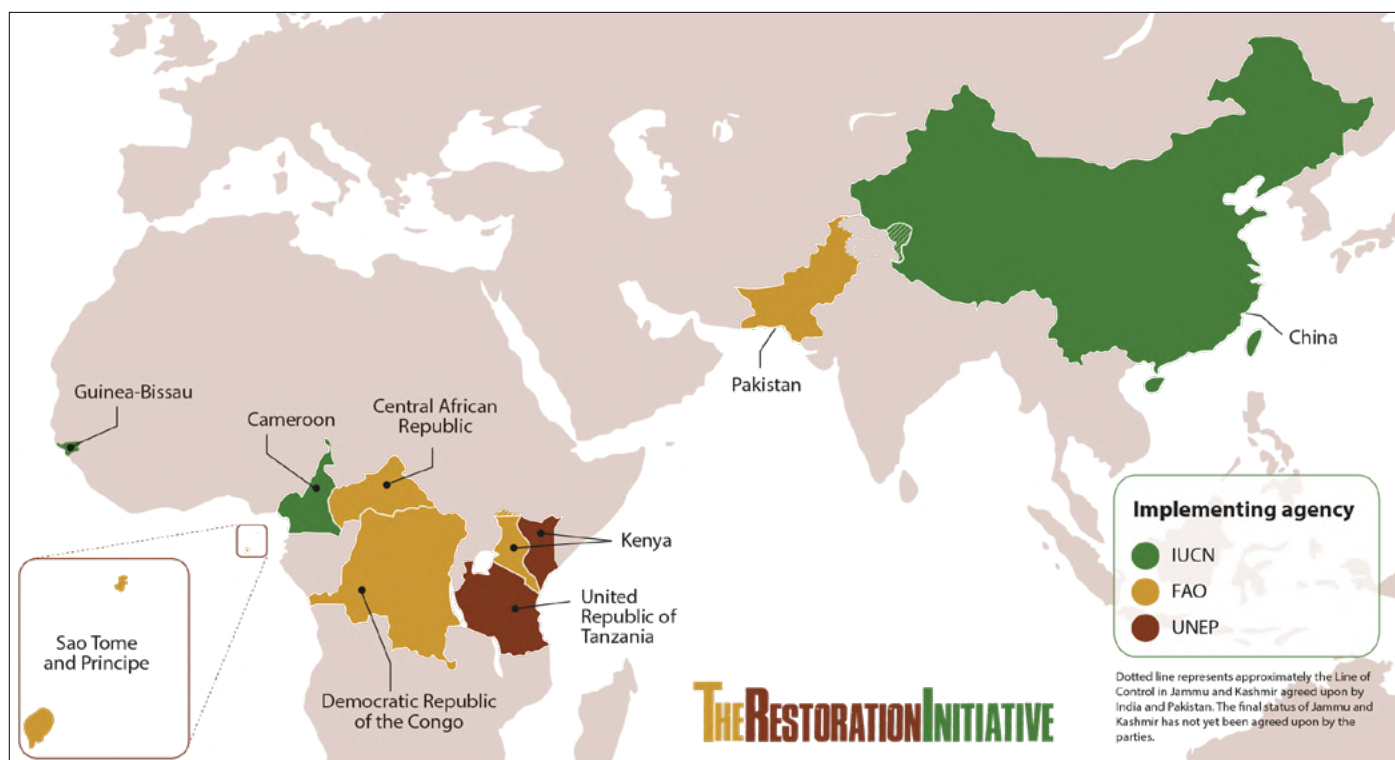 Guinea-Bissau
Cameroon
Central African
Republic
Pakistan
China
Kenya
United
Republic of
Tanzania
Sao Tome
and Principe
Democratic Republic
of the Congo
Implementing agency
IUCN
FAO
UNEP
THERESTORATIONINITIATIVE
Dotted line represents approximately the Line of
Control in Jammu and Kashmir agreed upon by
India and Pakistan. The final status of Jammu and
Kashmir has not yet been agreed upon by the
parties.